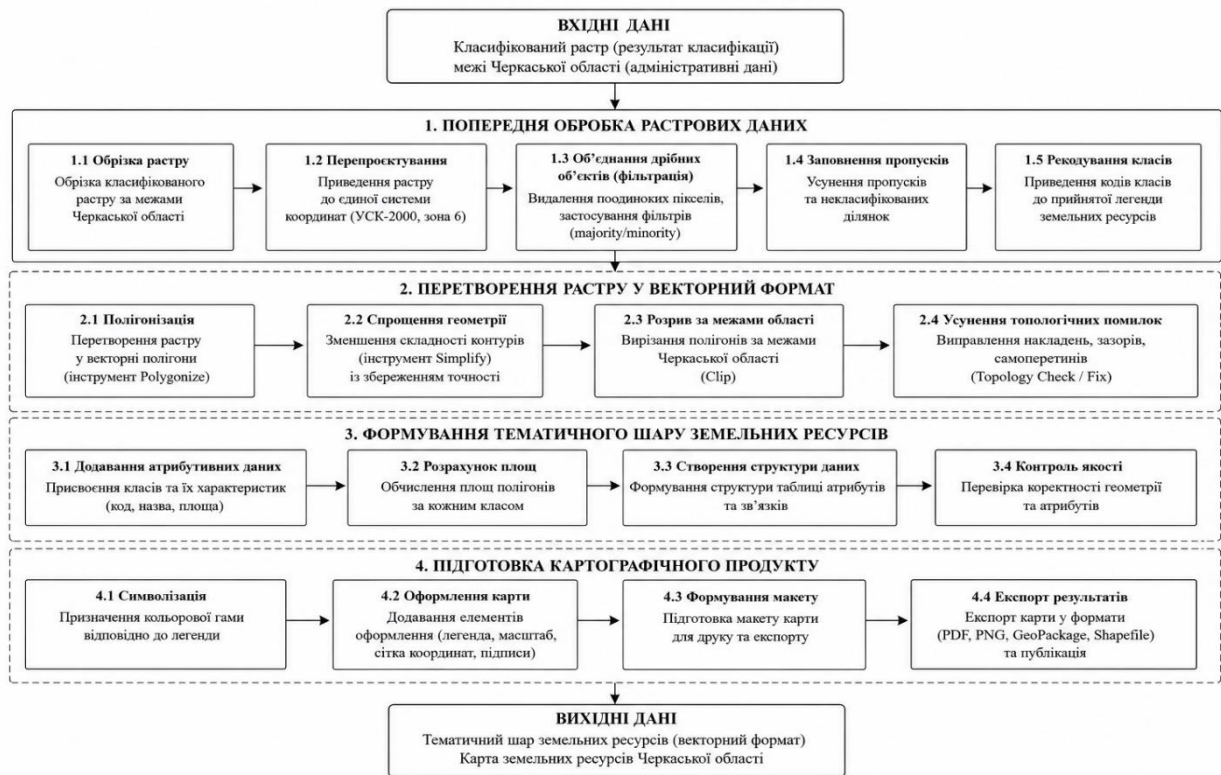 ВХІДНІ ДАНІ
Класифікований растр (результат класифікації)
межі Черкаської області (адміністративні дані)
1. ПОПЕРЕДНЯ ОБРОБКА РАСТРОВИХ ДАНИХ
1.1 Обрізка растру
Обрізка класифікованого
растру за межами
Черкаської області
1.2 Перепроєктування
Приведення растру
до єдиної системи
координат (УСК-2000, зона 6)
1.3 Об’єднання дрібних
об’єктів (фільтрація)
Видалення поодиноких пікселів,
застосування фільтрів
(majority/minority)
1.4 Заповнення пропусків
Усунення пропусків
та некласифікованих
ділянок
1.5 Рекодування класів
Приведення кодів класів
до прийнятої легенди
земельних ресурсів
2. ПЕРЕТВОРЕННЯ РАСТРУ У ВЕКТОРНИЙ ФОРМАТ
2.1 Полігонізація
Перетворення растру
у векторні полігони
(інструмент Polygonize)
2.2 Спрощення геометрії
Зменшення складності контурів
(інструмент Simplify)
із збереженням точності
2.3 Розрив за межами області
Вирізання полігонів за межами
Черкаської області
(Clip)
2.4 Усунення топологічних помилок
Виправлення накладень, зазорів,
самоперетинів
(Topology Check / Fix)
3. ФОРМУВАННЯ ТЕМАТИЧНОГО ШАРУ ЗЕМЕЛЬНИХ РЕСУРСІВ
3.1 Додавання атрибутивних даних
Присвоєння класів та їх характеристик
(код, назва, площа)
3.2 Розрахунок площ
Обчислення площ полігонів
за кожним класом
3.3 Створення структури даних
Формування структури таблиці атрибутів
та зв’язків
3.4 Контроль якості
Перевірка коректності геометрії
та атрибутів
4. ПІДГОТОВКА КАРТОГРАФІЧНОГО ПРОДУКТУ
4.1 Символізація
Призначення кольорової гами
відповідно до легенди
4.2 Оформлення карти
Додавання елементів
оформлення (легенда, масштаб,
сітка координат, підписи)
4.3 Формування макету
Підготовка макету карти
для друку та експорту
4.4 Експорт результатів
Експорт карти у формати
(PDF, PNG, GeoPackage, Shapefile)
та публікація
ВИХІДНІ ДАНІ
Тематичний шар земельних ресурсів (векторний формат)
Карта земельних ресурсів Черкаської області